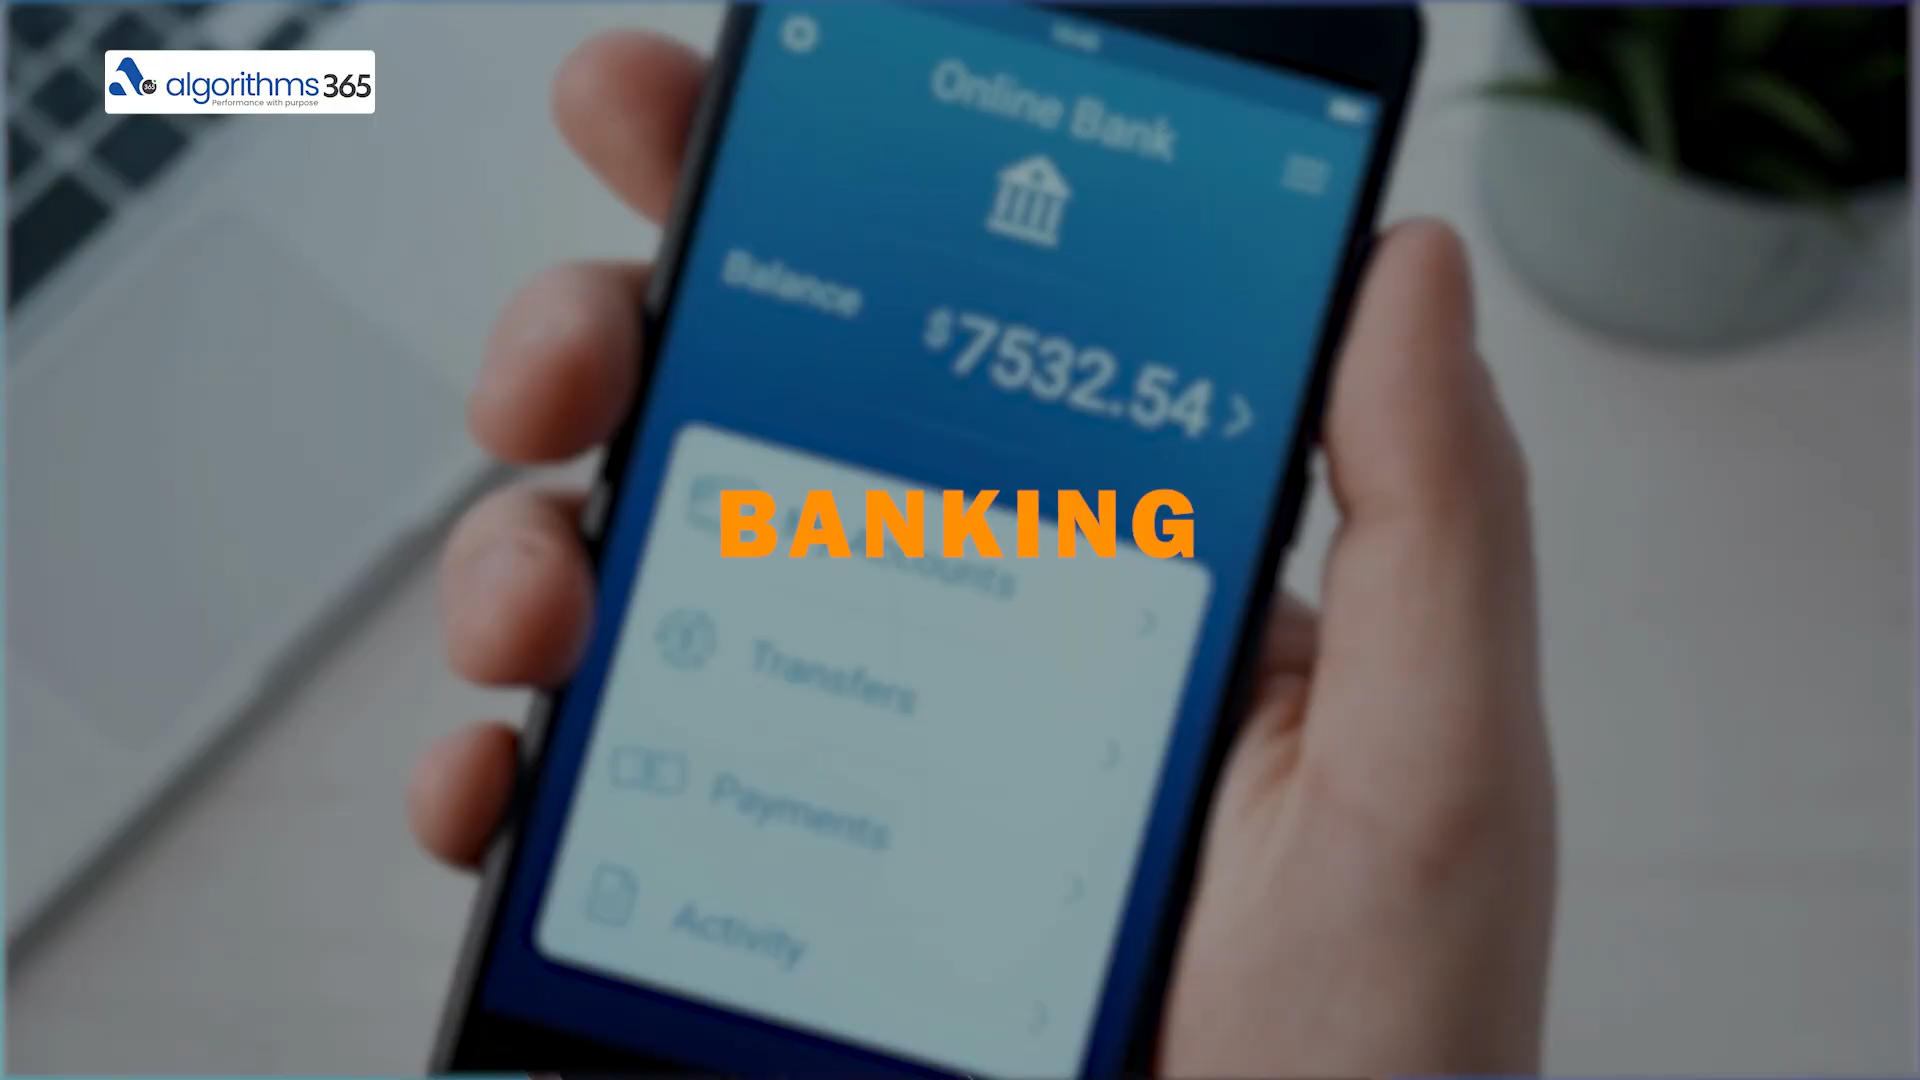 algorithms365
Performance with purpose
Online Bank
Balance
$7532.54
BANKING
Transfers
Payments
Activity